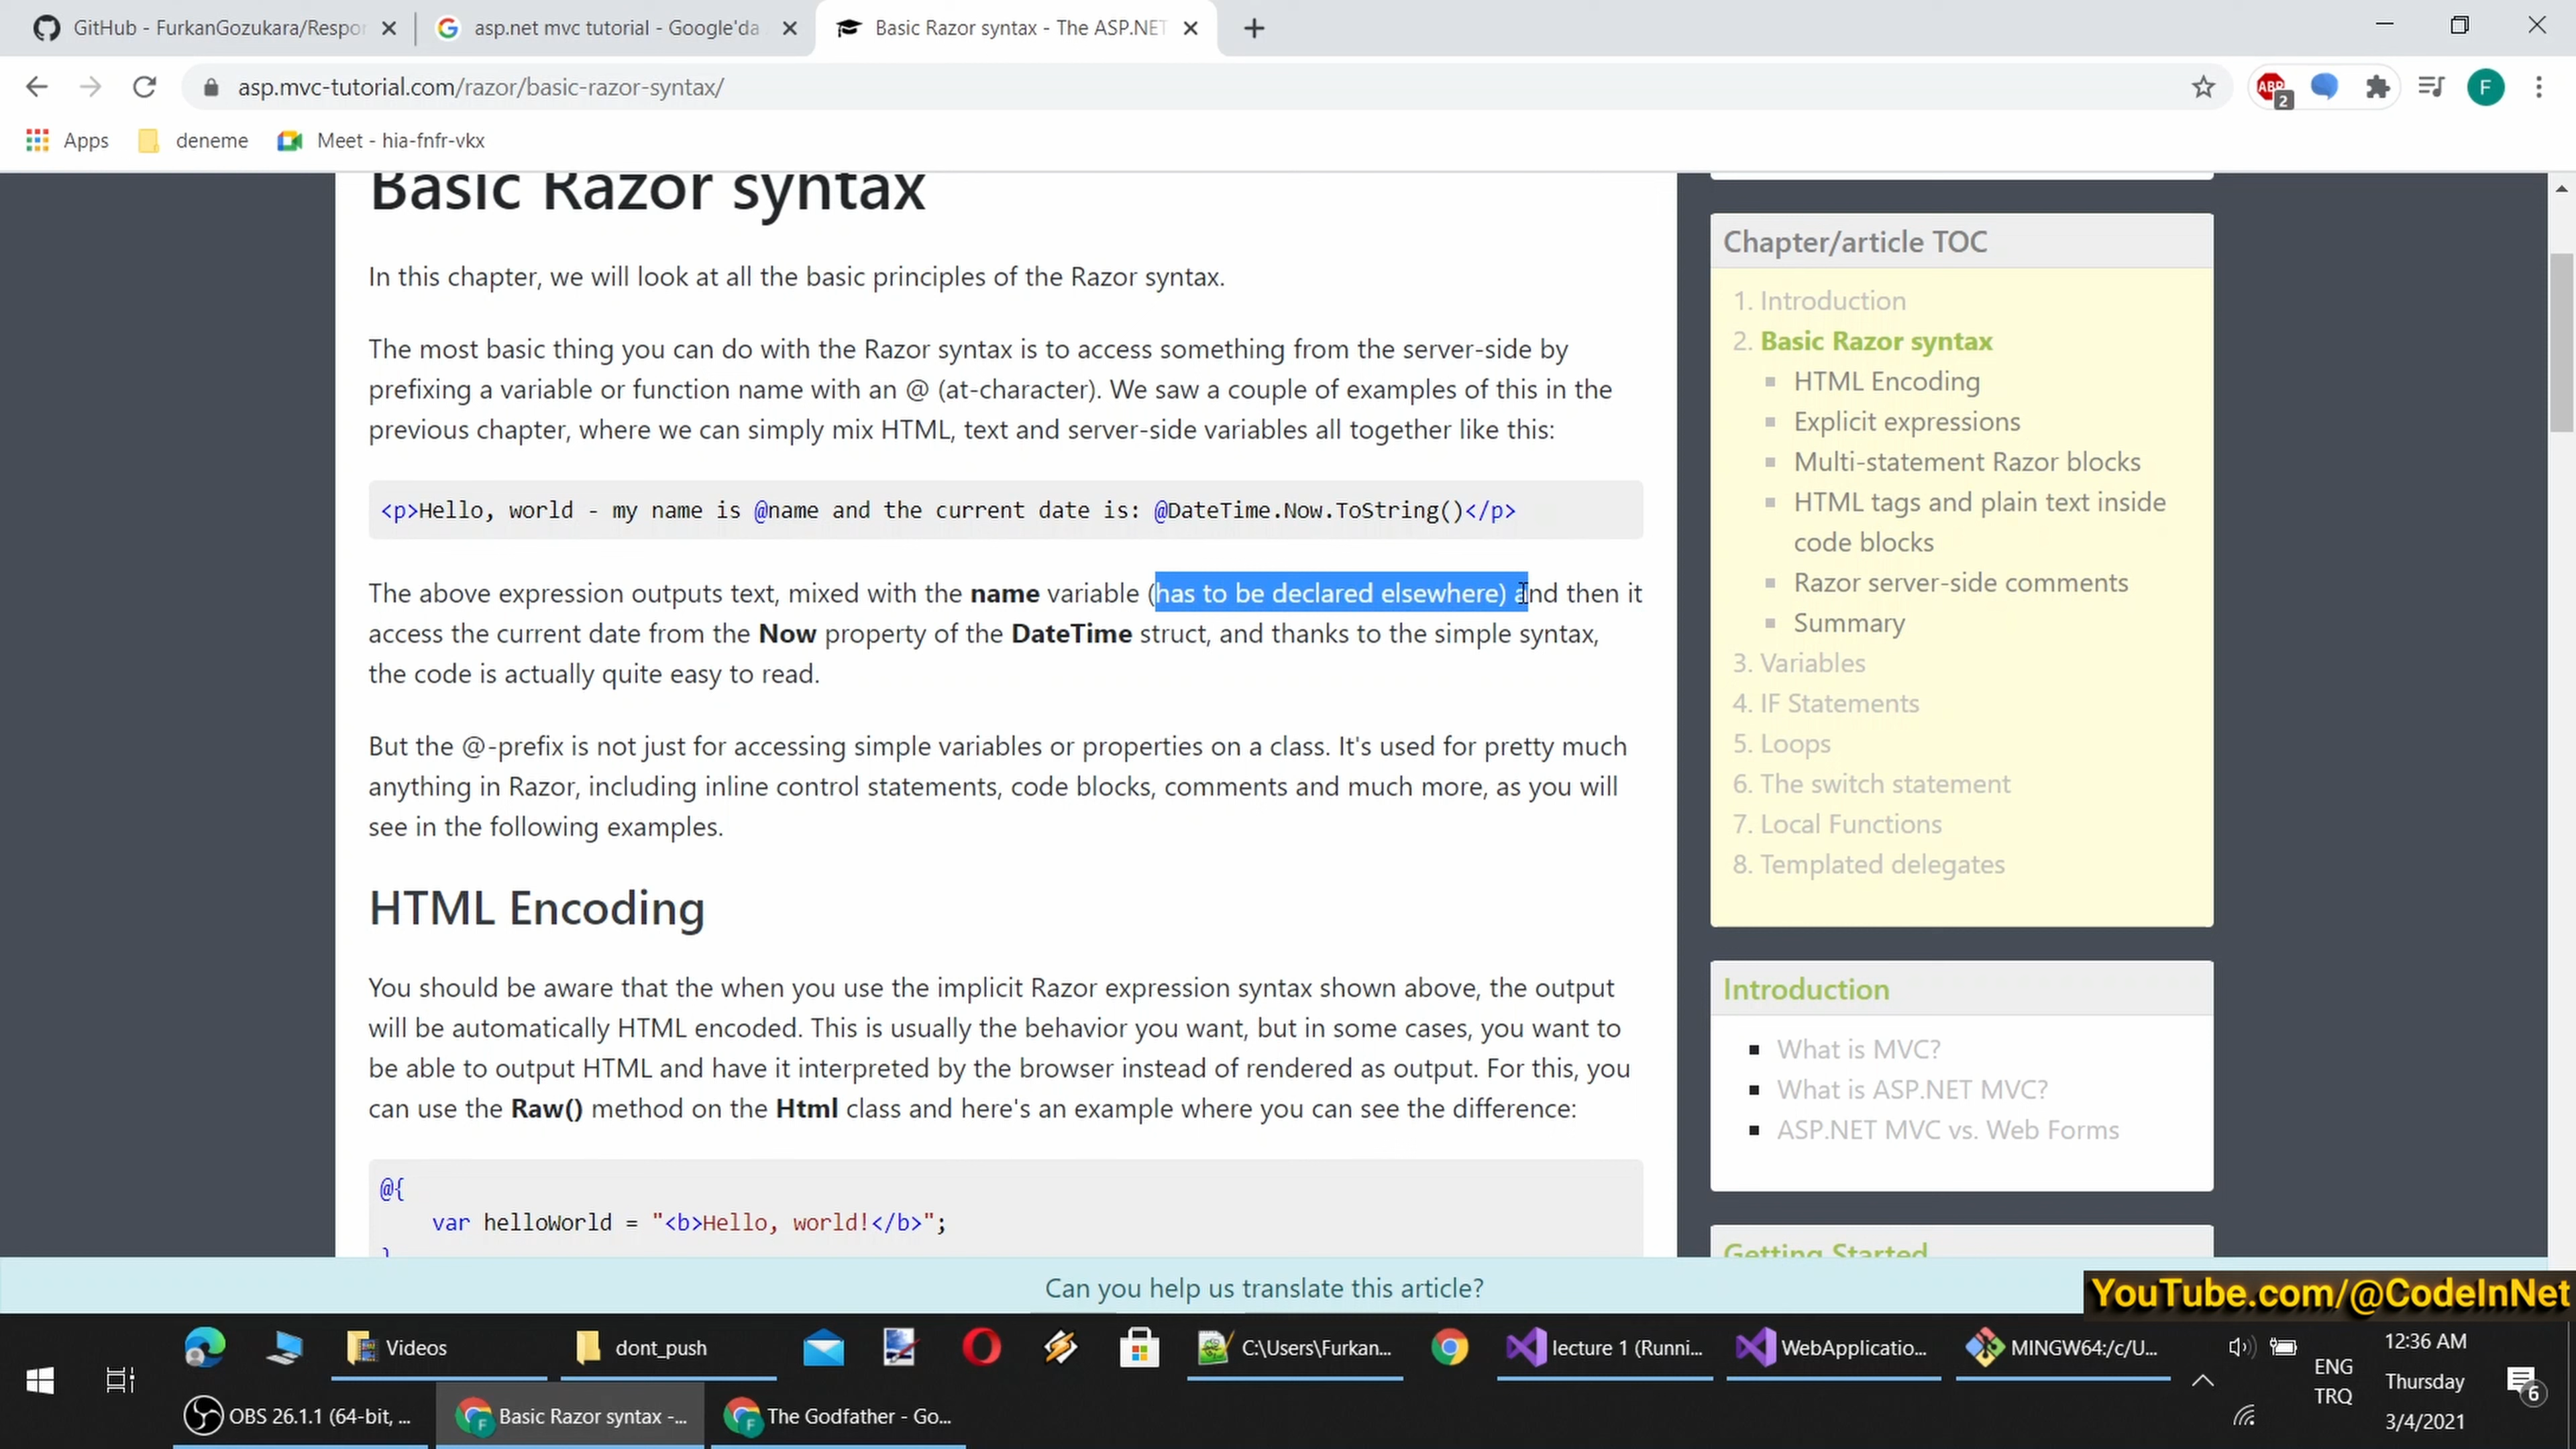 GitHub - FurkanGozukara/Respon
asp.net mvc tutorial - Google'da
Basic Razor syntax - The ASP.NET
asp.mvc-tutorial.com/razor/basic-razor-syntax/
ABP
2
F
Apps
deneme
Meet - hia-fnfr-vkx
Basic Razor syntax
In this chapter, we will look at all the basic principles of the Razor syntax.
The most basic thing you can do with the Razor syntax is to access something from the server-side by
prefixing a variable or function name with an @ (at-character). We saw a couple of examples of this in the
previous chapter, where we can simply mix HTML, text and server-side variables all together like this:
<p>Hello, world - my name is @name and the current date is: @DateTime.Now.ToString()</p>
The above expression outputs text, mixed with the name variable (has to be declared elsewhere) and then it
access the current date from the Now property of the DateTime struct, and thanks to the simple syntax,
the code is actually quite easy to read.
But the @-prefix is not just for accessing simple variables or properties on a class. It's used for pretty much
anything in Razor, including inline control statements, code blocks, comments and much more, as you will
see in the following examples.
HTML Encoding
You should be aware that the when you use the implicit Razor expression syntax shown above, the output
will be automatically HTML encoded. This is usually the behavior you want, but in some cases, you want to
be able to output HTML and have it interpreted by the browser instead of rendered as output. For this, you
can use the Raw() method on the Html class and here's an example where you can see the difference:
@{
var helloWorld = "<b>Hello, world!</b>";
}
Chapter/article TOC
1. Introduction
2. Basic Razor syntax
HTML Encoding
Explicit expressions
Multi-statement Razor blocks
HTML tags and plain text inside
code blocks
Razor server-side comments
Summary
3. Variables
4. IF Statements
5. Loops
6. The switch statement
7. Local Functions
8. Templated delegates
Introduction
What is MVC?
What is ASP.NET MVC?
ASP.NET MVC vs. Web Forms
Getting Started
Can you help us translate this article?
YouTube.com/@CodeInNet
Videos
dont_push
C:\Users\Furkan...
lecture 1 (Runni...
WebApplicatio...
MINGW64:/c/U...
OBS 26.1.1 (64-bit, ...
Basic Razor syntax -...
The Godfather - Go...
ENG
TRQ
12:36 AM
Thursday
3/4/2021
6